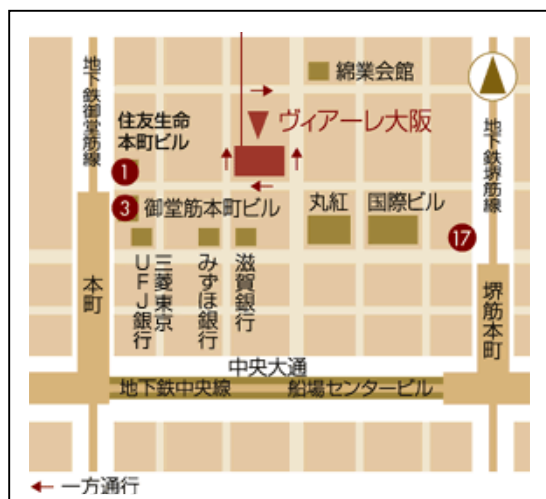 綿業会館
地下鉄御堂筋線
住友生命
本町ビル
ヴィアーレ大阪
地下鉄堺筋線
1
3
御堂筋本町ビル
丸紅
国際ビル
17
本町
三菱東京
UFJ銀行
みずほ銀行
滋賀銀行
堺筋本町
中央大通
地下鉄中央線
船場センタービル
← 一方通行